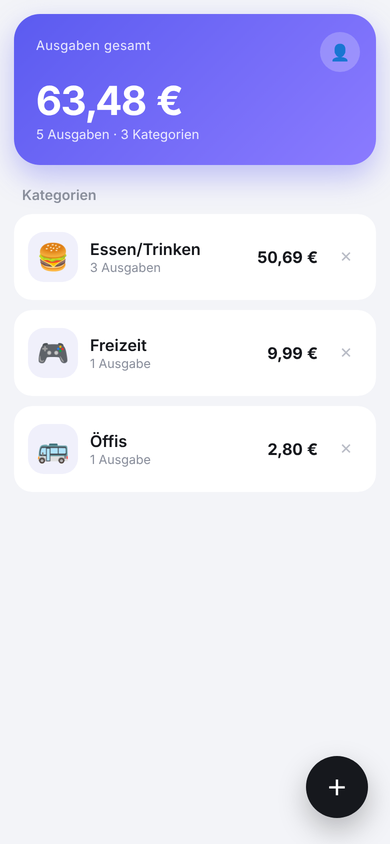 Ausgaben gesamt
63,48 €
5 Ausgaben · 3 Kategorien
Kategorien
Essen/Trinken
3 Ausgaben
50,69 €
×
Freizeit
1 Ausgabe
9,99 €
×
Öffis
1 Ausgabe
2,80 €
×
+